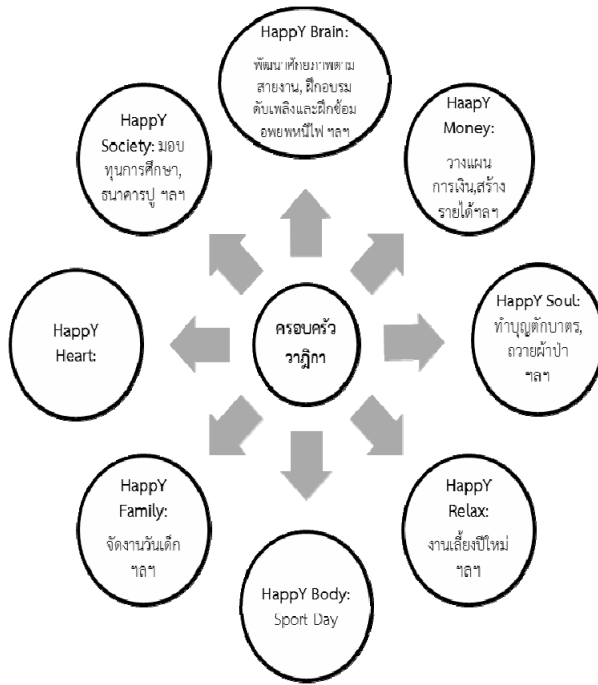 HappY Brain:
พัฒนาศักยภาพตาม
สายงาน, ฝึกอบรม
ดับเพลิงและฝึกซ้อม
อพยพหนีไฟ ฯลฯ
HaapY
Money:
วางแผน
การเงิน,สร้าง
รายได้ฯลฯ
HappY Soul:
ทำบุญตักบาตร,
ถวายผ้าป่า
ฯลฯ
HappY
Relax:
งานเลี้ยงปีใหม่
ฯลฯ
HappY Body:
Sport Day
HappY
Family:
จัดงานวันเด็ก
ฯลฯ
HappY
Heart:
HappY
Society: มอบ
ทุนการศึกษา,
ธนาคารปู ฯลฯ
ครอบครัว
วาฎิกา